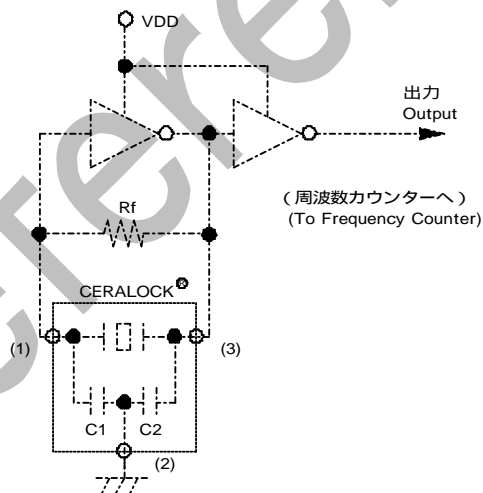 VDD
出力
Output
(周波数カウンターへ)
(To Frequency Counter)
Rf
CERALOCK®
(1)
(3)
C1 C2
(2)